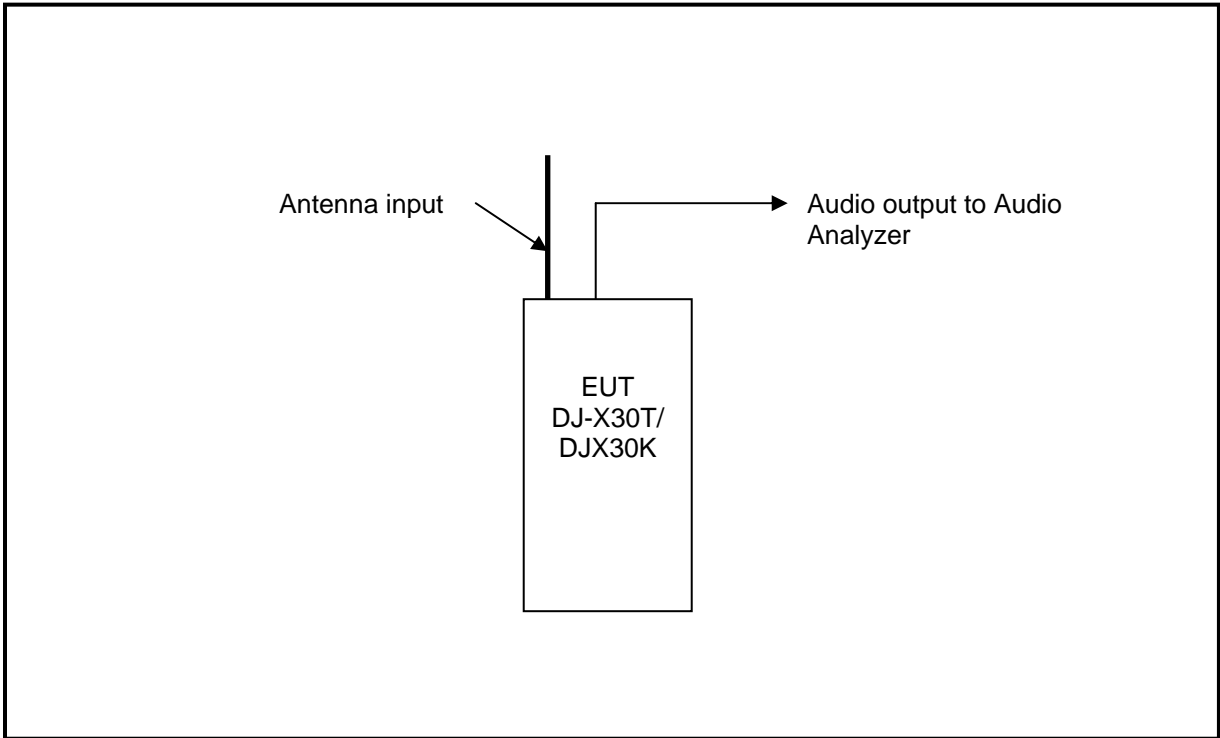 Antenna input
Audio output to Audio
Analyzer
EUT
DJ-X30T/
DJX30K